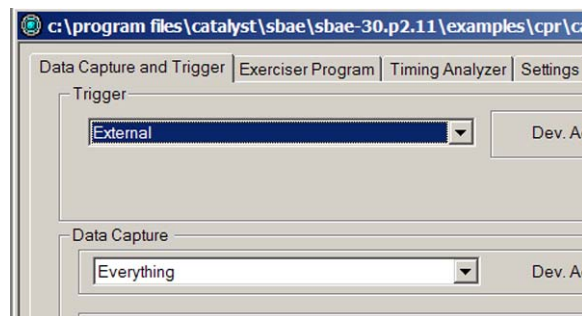 c:\program files\catalyst\sbae\sbae-30.p2.11\examples\cpr\c
Data Capture and Trigger Exerciser Program Timing Analyzer Settings
Trigger
External Dev. A
Data Capture
Everything Dev. A